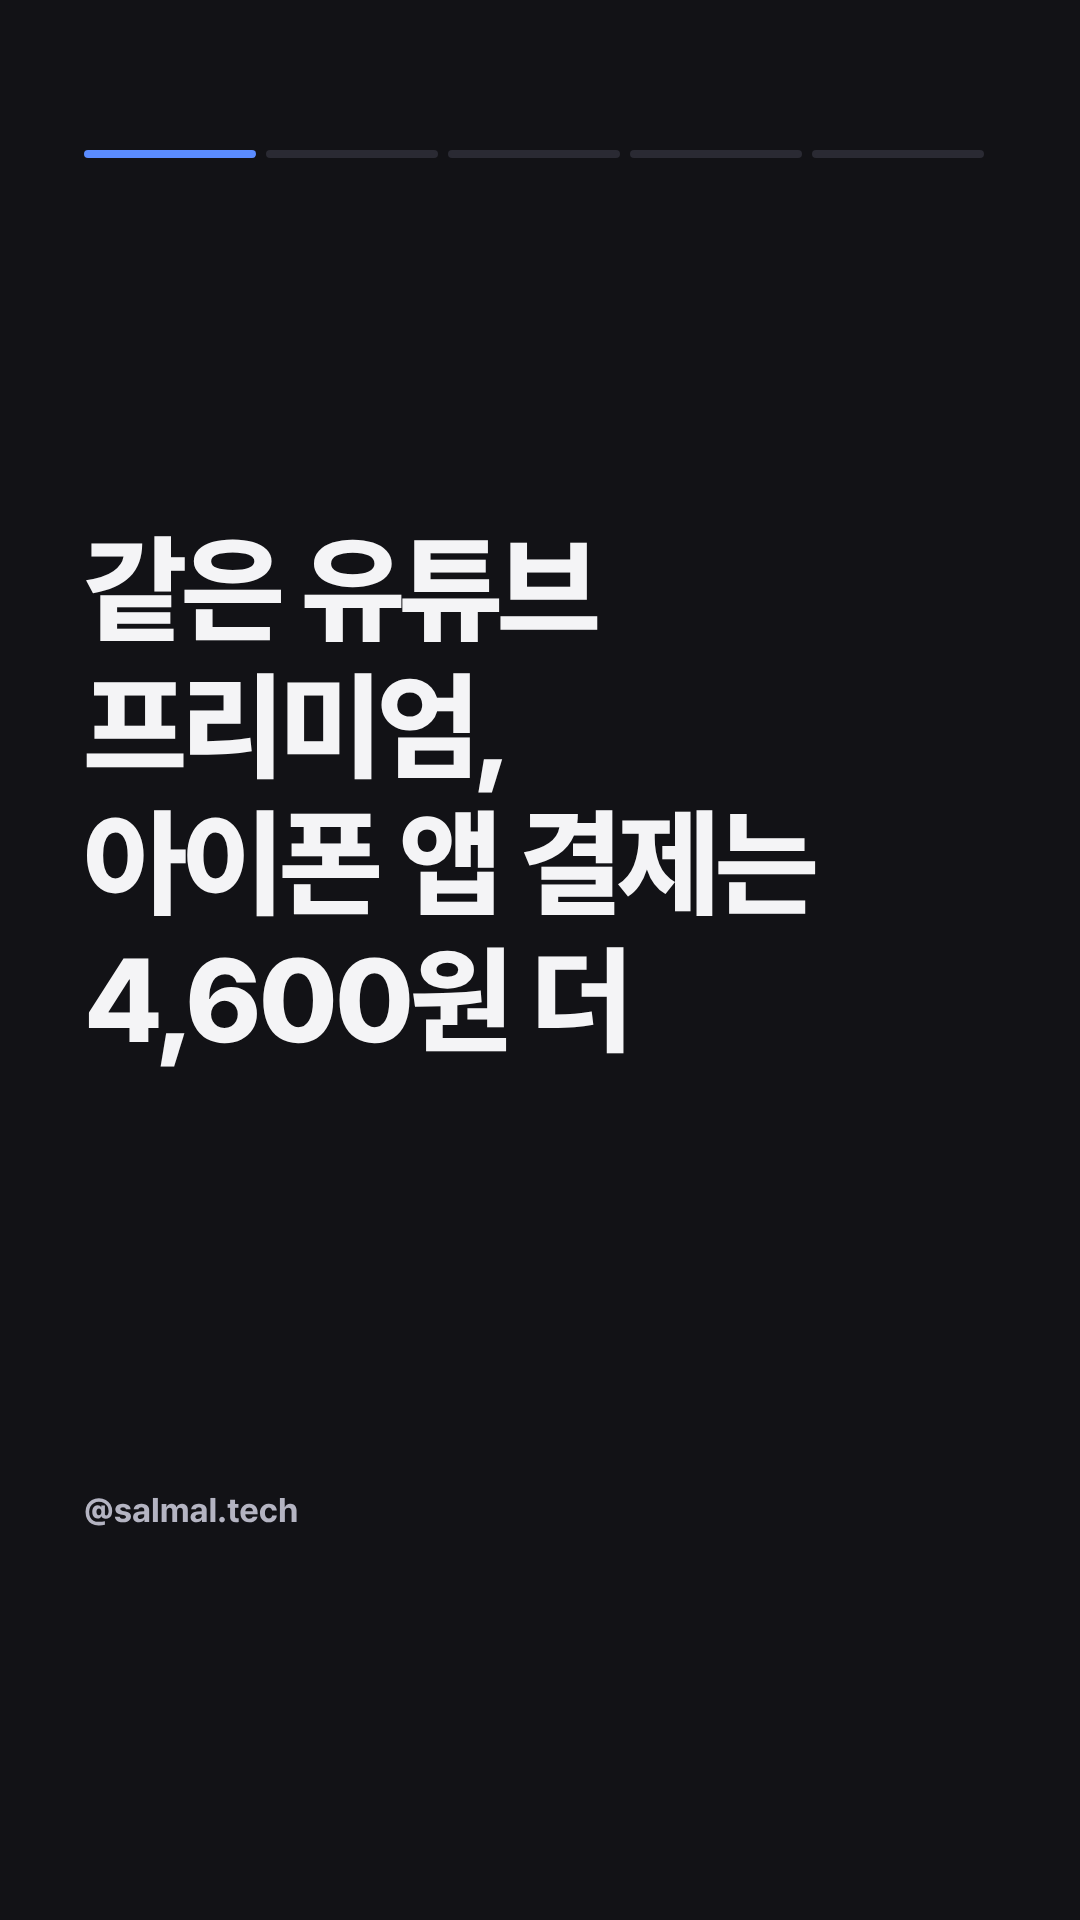 같은 유튜브
프리미엄,
아이폰 앱 결제는
4,600원 더
@salmal.tech